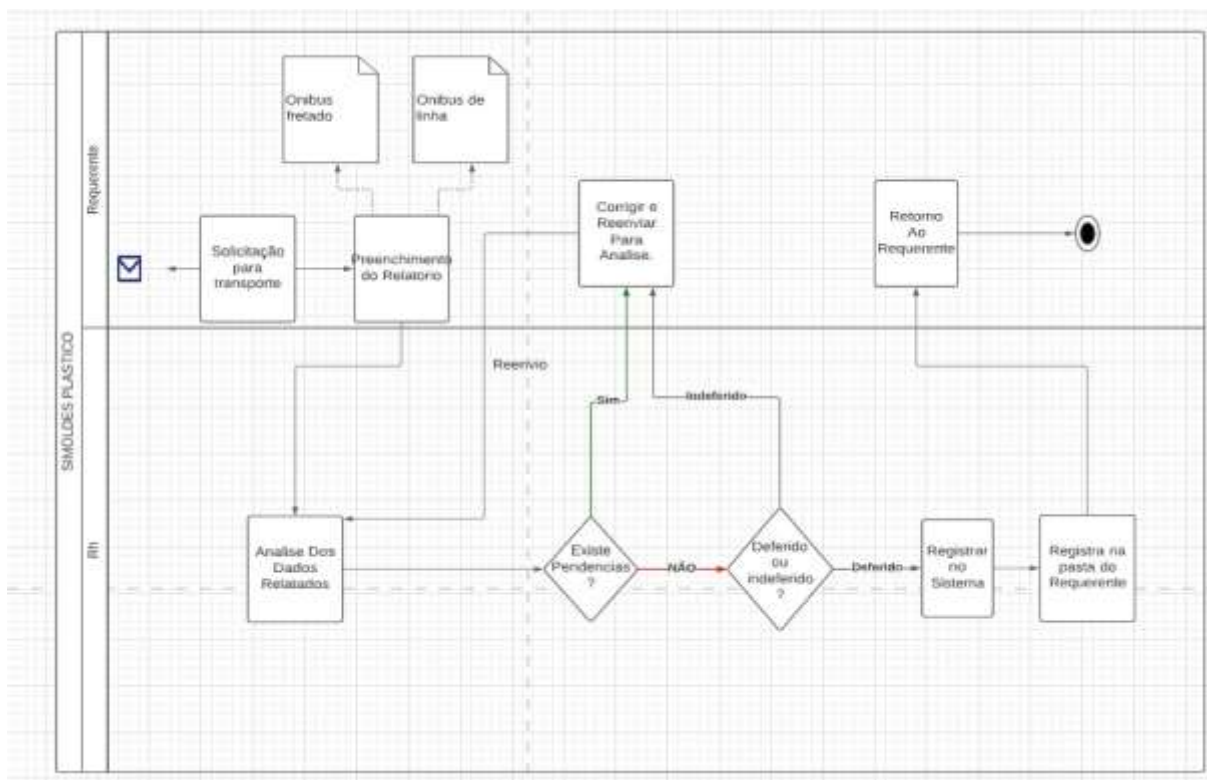 SIMOLDES PLASTICO
Requerente
Onibus
fretado
Onibus de
linha
Solicitação
para
transporte
Preenchimento
do Relatorio
Corrigir e
Reenviar
Para
Analise.
Retorno
Ao
Requerente
Rh
Reenvio
Sim
Indeferido
Analise Dos
Dados
Relatados
Existe
Pendencias
?
NÃO
Deferido
ou
indeferido
?
Deferido
Registrar
no
Sistema
Registra na
pasta do
Requerente